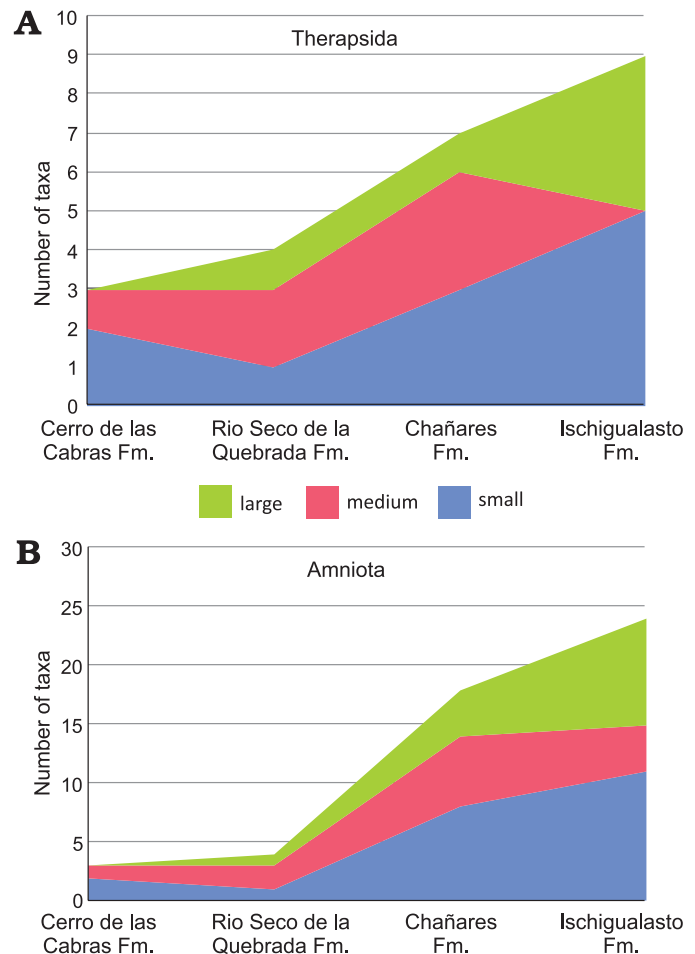 A
Therapsida
10
9
8
7
6
5
4
3
2
1
0
Number of taxa
Cerro de las
Cabras Fm.
Rio Seco de la
Quebrada Fm.
Chañares
Fm.
Ischigualasto
Fm.
large
medium
small
B
Amniota
30
25
20
15
10
5
0
Number of taxa
Cerro de las
Cabras Fm.
Rio Seco de la
Quebrada Fm.
Chañares
Fm.
Ischigualasto
Fm.